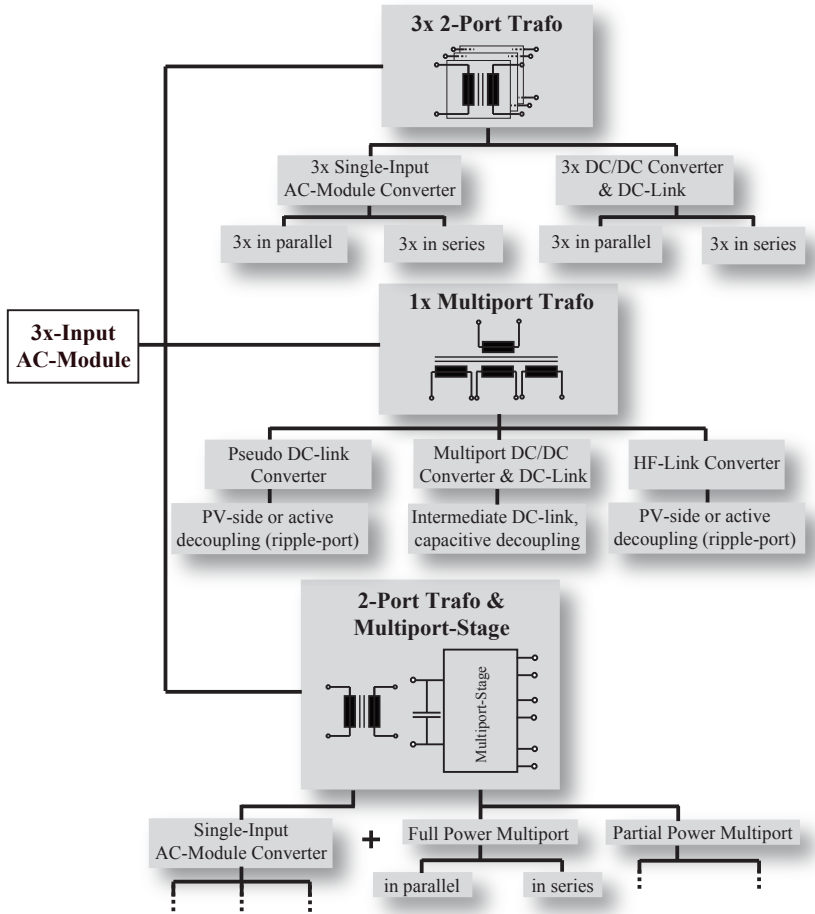 3x 2-Port Trafo
3x Single-Input
AC-Module Converter
3x DC/DC Converter
& DC-Link
3x in parallel
3x in series
3x in parallel
3x in series
3x-Input
AC-Module
1x Multiport Trafo
Pseudo DC-link
Converter
Multiport DC/DC
Converter & DC-Link
HF-Link Converter
PV-side or active
decoupling (ripple-port)
Intermediate DC-link,
capacitive decoupling
PV-side or active
decoupling (ripple-port)
2-Port Trafo &
Multiport-Stage
Multiport-Stage
Single-Input
AC-Module Converter
+
Full Power Multiport
Partial Power Multiport
in parallel
in series